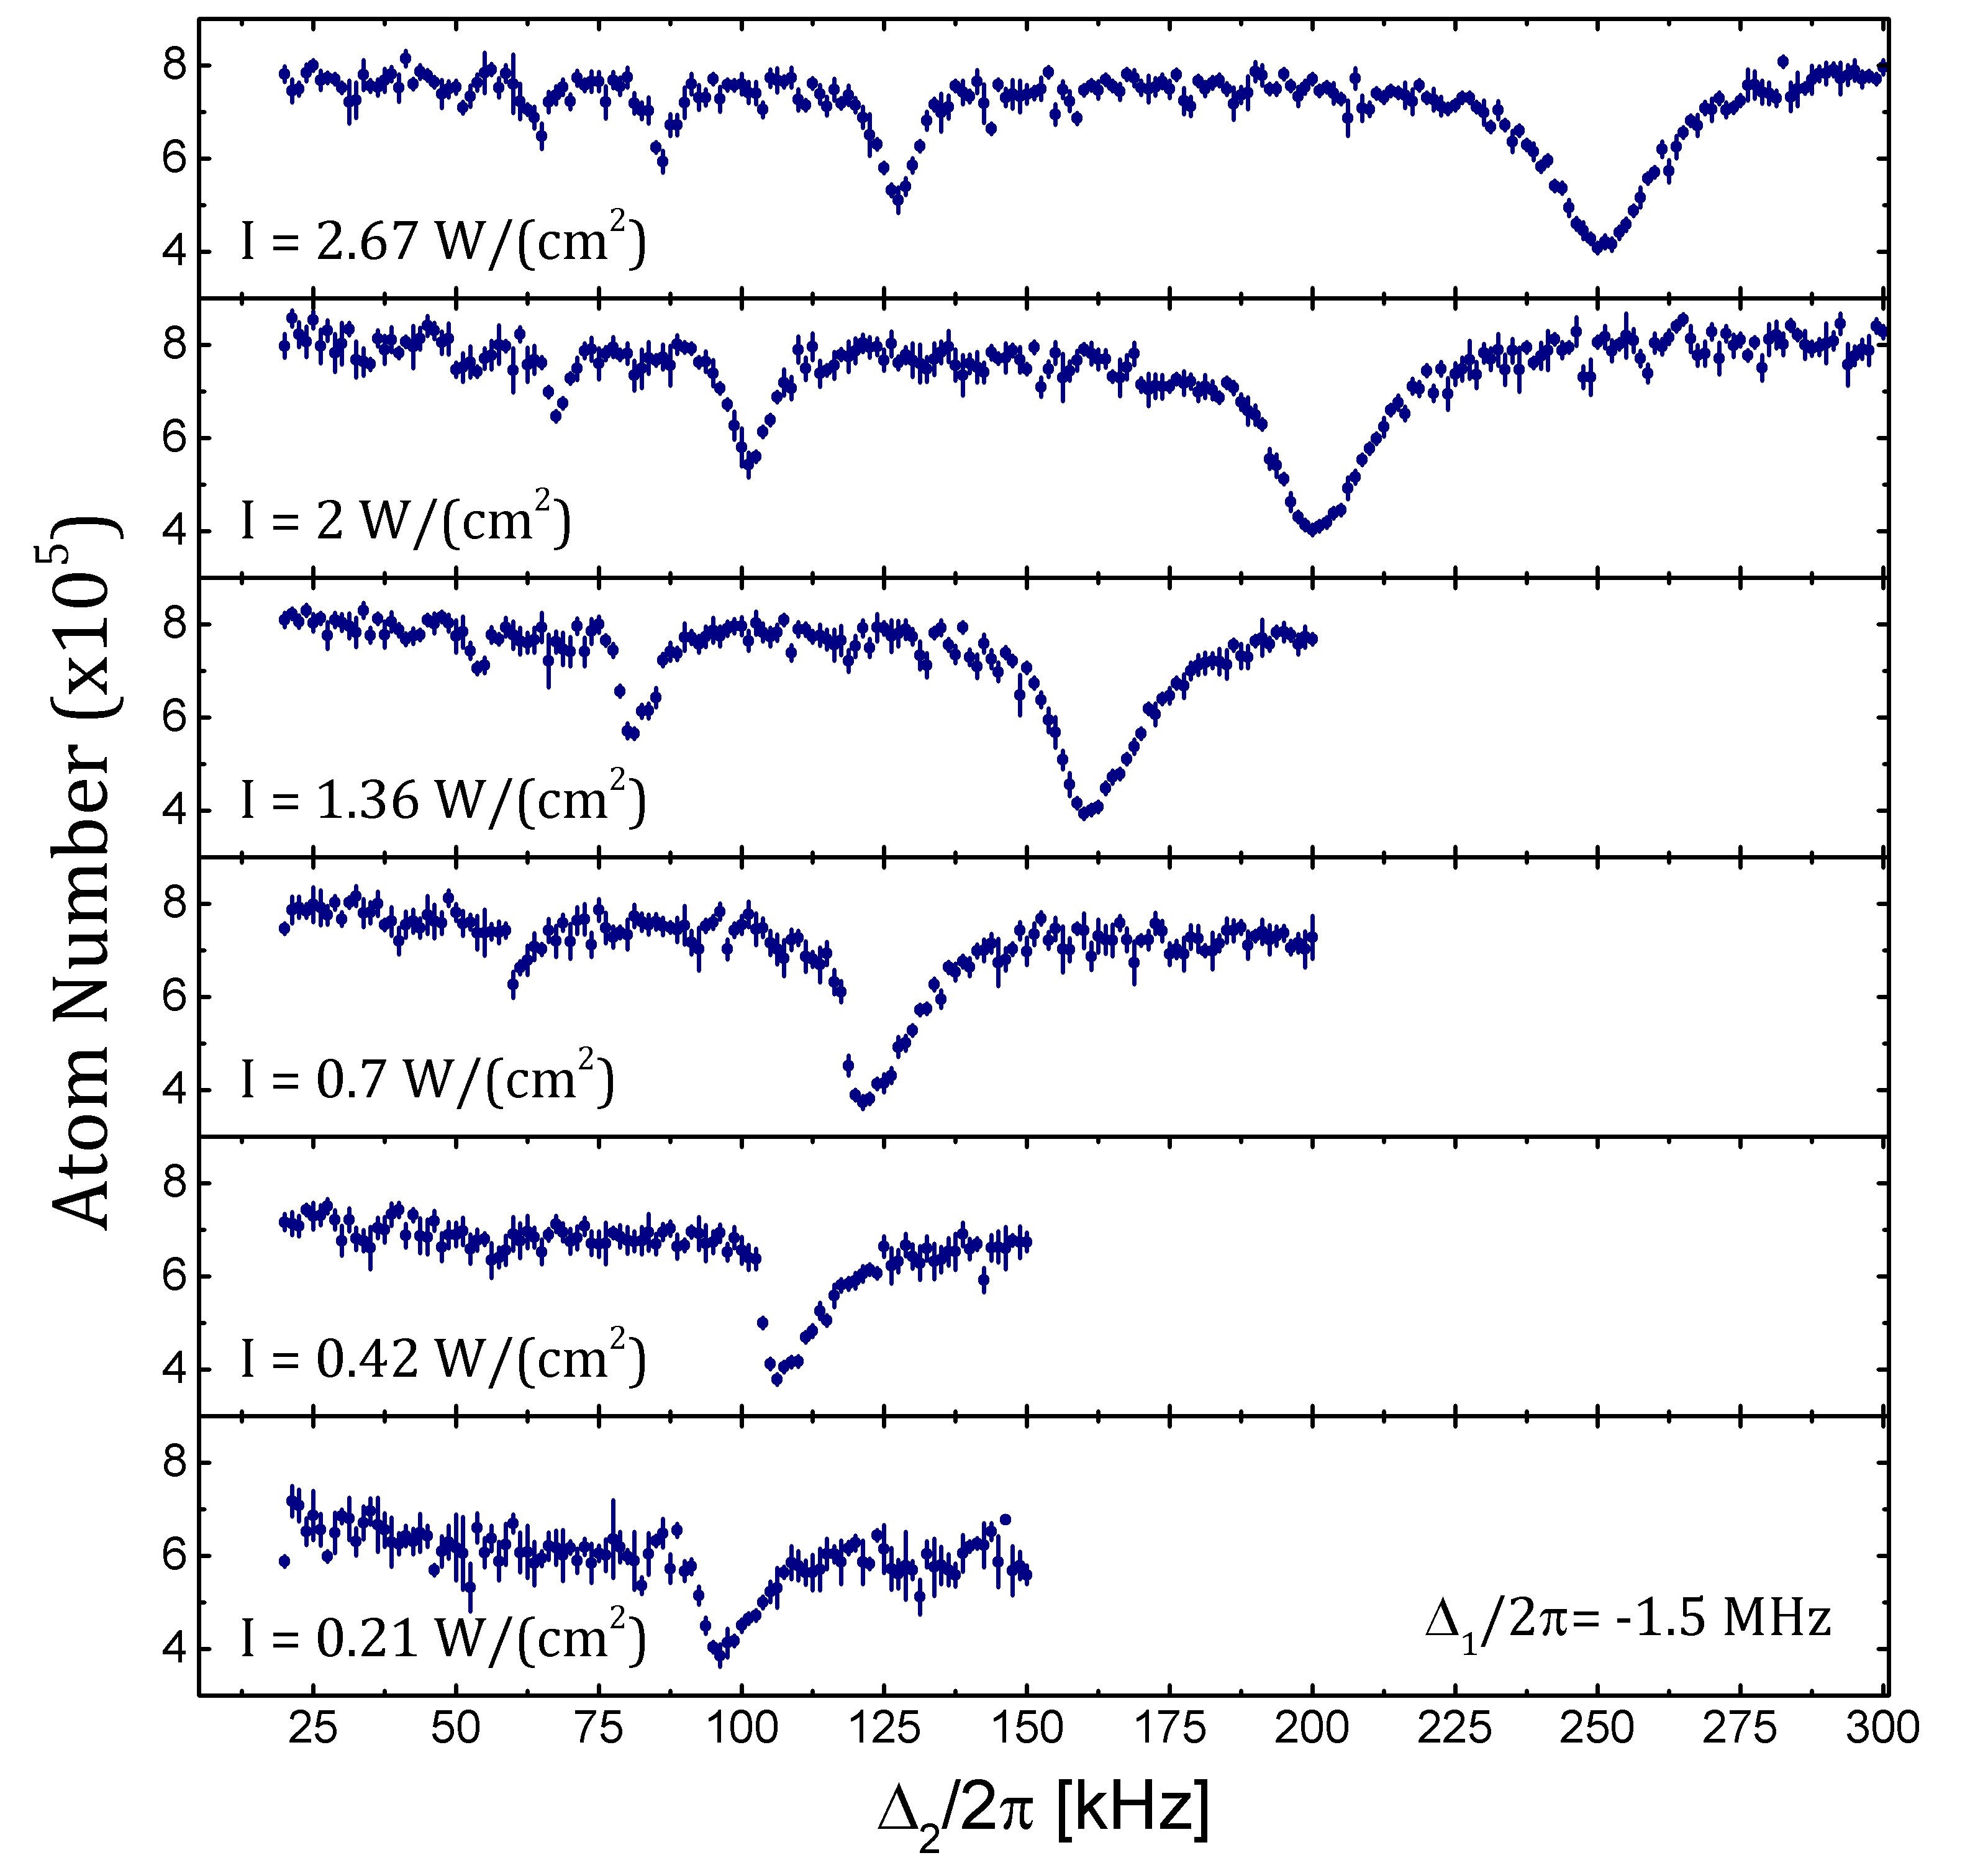 Atom Number (x10⁵)
8
6
4
I = 2.67 W/(cm²)
8
6
4
I = 2 W/(cm²)
8
6
4
I = 1.36 W/(cm²)
8
6
4
I = 0.7 W/(cm²)
8
6
4
I = 0.42 W/(cm²)
8
6
4
I = 0.21 W/(cm²)
Δ₁/2π= -1.5 MHz
25 50 75 100 125 150 175 200 225 250 275 300
Δ₂/2π [kHz]